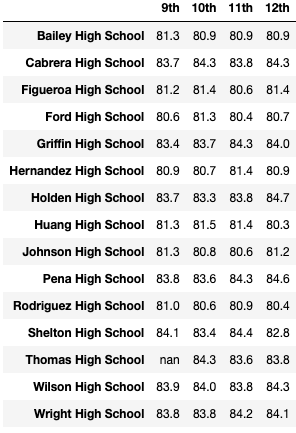 9th 10th 11th 12th
Bailey High School 81.3 80.9 80.9 80.9
Cabrera High School 83.7 84.3 83.8 84.3
Figueroa High School 81.2 81.4 80.6 81.4
Ford High School 80.6 81.3 80.4 80.7
Griffin High School 83.4 83.7 84.3 84.0
Hernandez High School 80.9 80.7 81.4 80.9
Holden High School 83.7 83.3 83.8 84.7
Huang High School 81.3 81.5 81.4 80.3
Johnson High School 81.3 80.8 80.6 81.2
Pena High School 83.8 83.6 84.3 84.6
Rodriguez High School 81.0 80.6 80.9 80.4
Shelton High School 84.1 83.4 84.4 82.8
Thomas High School nan 84.3 83.6 83.8
Wilson High School 83.9 84.0 83.8 84.3
Wright High School 83.8 83.8 84.2 84.1